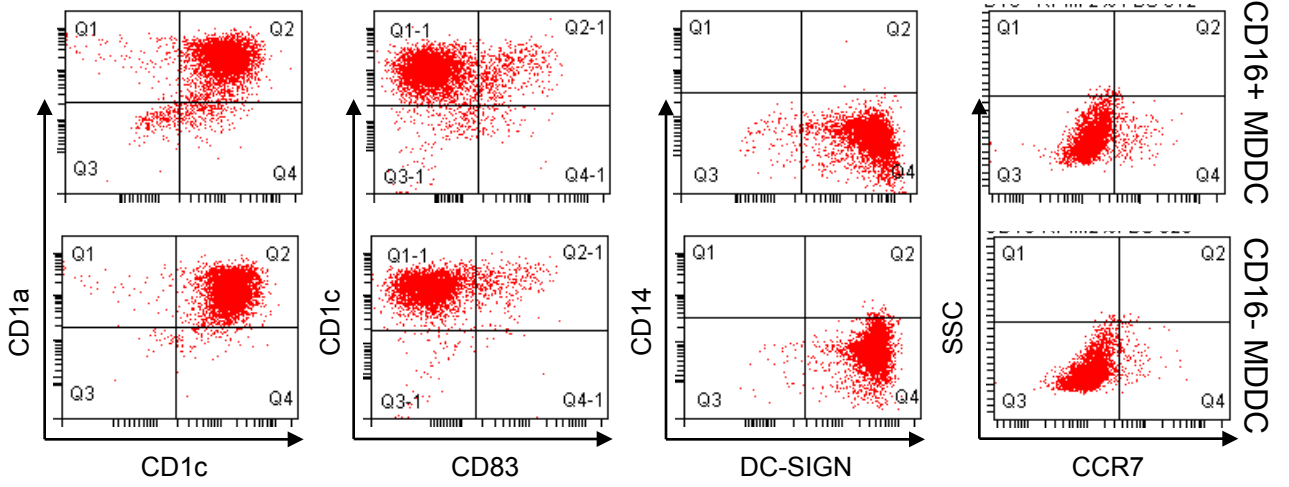 Q1 Q2
Q3 Q4
Q1-1 Q2-1
Q3-1 Q4-1
Q1 Q2
Q3 Q4
Q1 Q2
Q3 Q4
CD16+ MDDC
Q1 Q2
Q3 Q4
Q1-1 Q2-1
Q3-1 Q4-1
Q1 Q2
Q3 Q4
Q1 Q2
Q3 Q4
CD16- MDDC
CD1a
CD1c
CD14
SSC
CD1c
CD83
DC-SIGN
CCR7